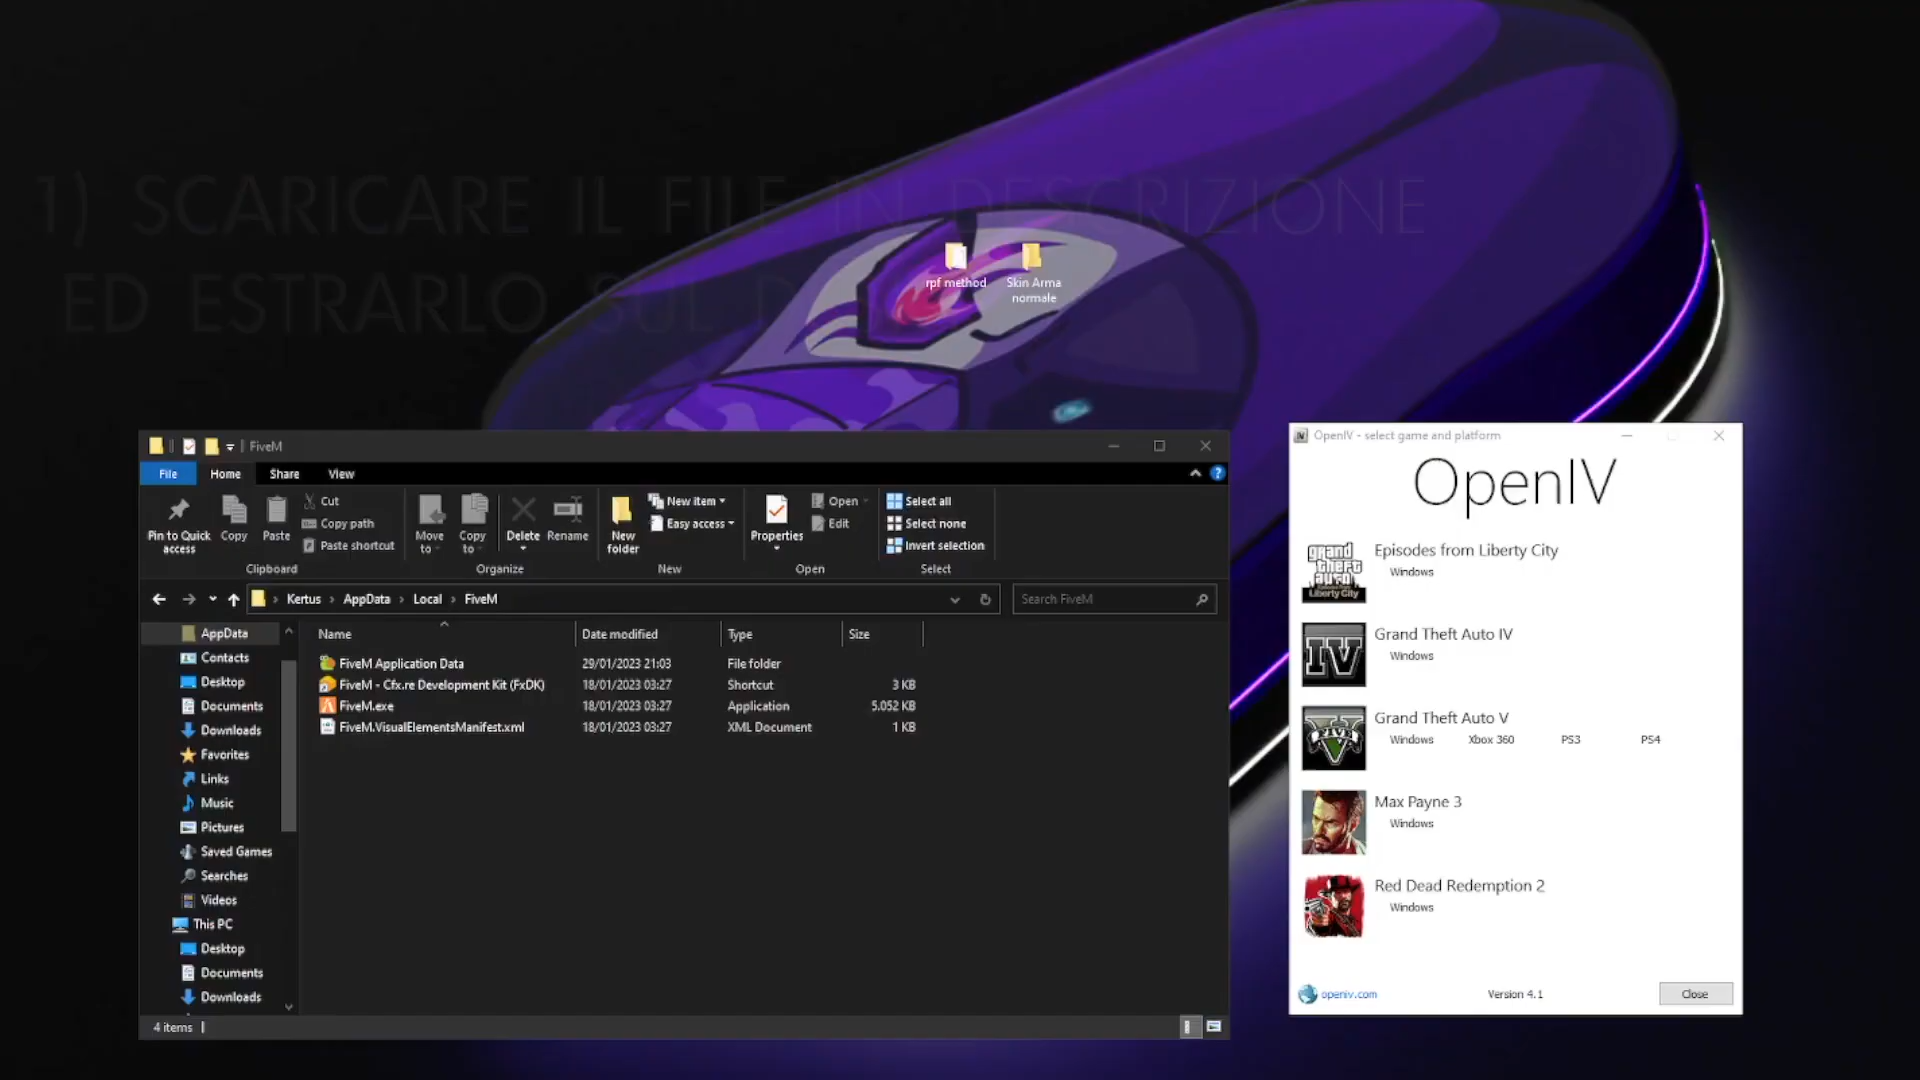 1) SCARICARE IL FILE IN DESCRIZIONE
ED ESTRARLO SUL D
rpf method
Skin Arma
normale
FiveM
File
Home
Share
View
Pin to Quick
access
Copy
Paste
Cut
Copy path
Paste shortcut
Clipboard
Move
to
Copy
to
Delete
Rename
Organize
New
folder
New item
Easy access
New
Properties
Open
Edit
Open
Select all
Select none
Invert selection
Select
Kertus > AppData > Local > FiveM
Search FiveM
AppData
Contacts
Desktop
Documents
Downloads
Favorites
Links
Music
Pictures
Saved Games
Searches
Videos
This PC
Desktop
Documents
Downloads
Name Date modified Type Size
FiveM Application Data 29/01/2023 21:03 File folder
FiveM - Cfx.re Development Kit (FxDK) 18/01/2023 03:27 Shortcut 3 KB
FiveM.exe 18/01/2023 03:27 Application 5.052 KB
FiveM.VisualElementsManifest.xml 18/01/2023 03:27 XML Document 1 KB
4 items
OpenIV - select game and platform
OpenIV
grand
theft
auto
Liberty City
Episodes from Liberty City
Windows
IV
Grand Theft Auto IV
Windows
V
FIVE
Grand Theft Auto V
Windows Xbox 360 PS3 PS4
Max Payne 3
Windows
Red Dead Redemption 2
Windows
openiv.com
Version 4.1
Close